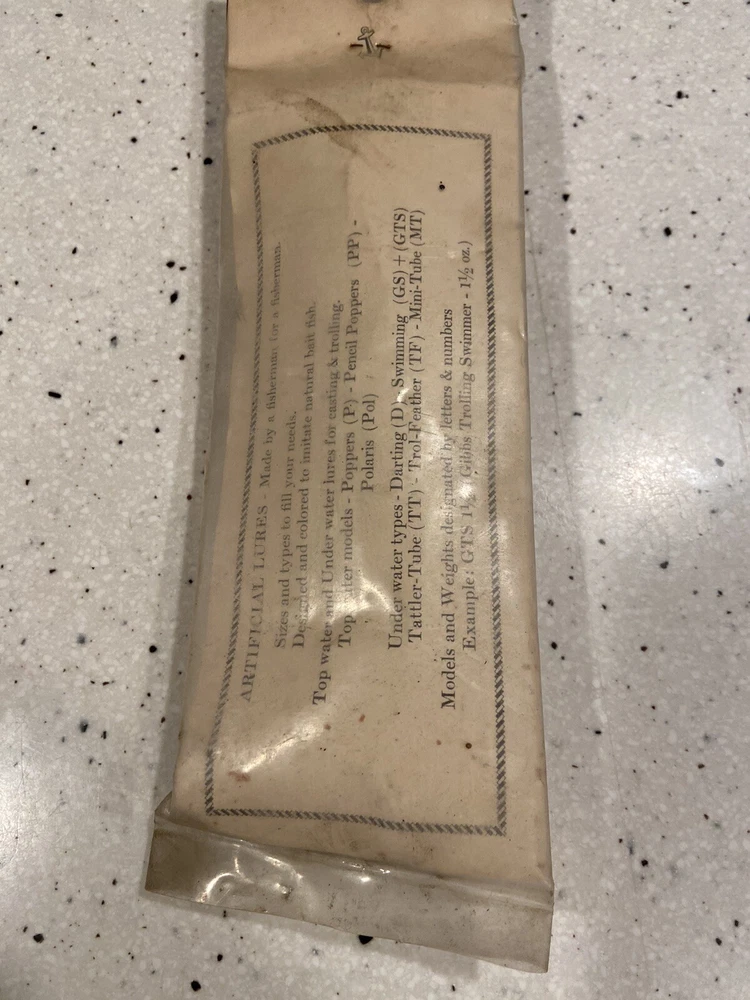 ARTIFICIAL LURES - Made by a fisherman for a fisherman.
Sizes and types to fill your needs.
Designed and colored to imitate natural bait fish.
Top water and Under water lures for casting & trolling.
Top water models - Poppers (P) - Pencil Poppers (PP) -
Polaris (Pol)
Under water types - Darting (D) - Swimming (GS) + (GTS)
Tattler-Tube (TT) - Trol-Feather (TF) - Mini-Tube (MT)
Models and Weights designated by letters & numbers
Example: GTS 1½ Gibbs Trolling Swimmer - 1½ oz.)